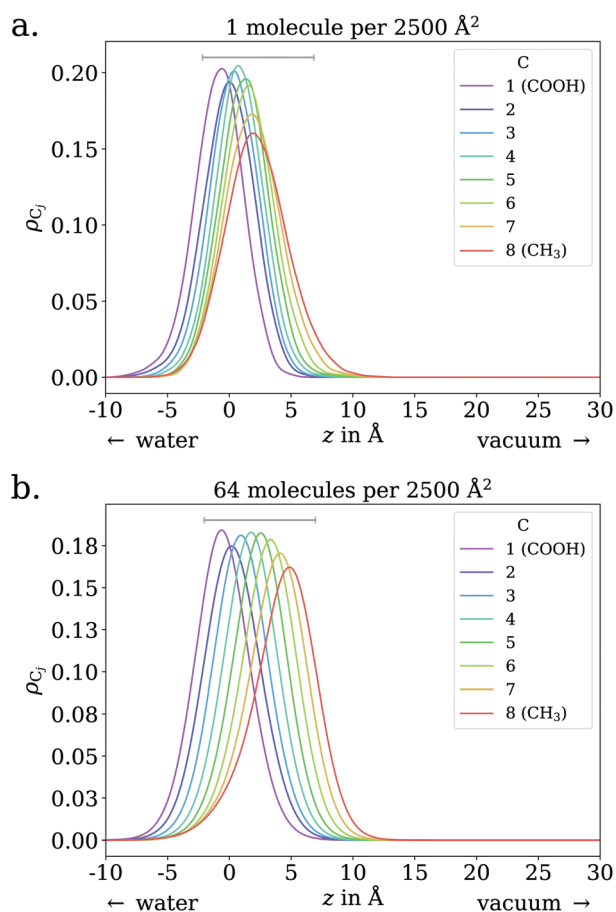 a.
1 molecule per 2500 Å²
C
1 (COOH)
2
3
4
5
6
7
8 (CH₃)
0.20
0.15
0.10
0.05
0.00
ρ_Cⱼ
-10 -5 0 5 10 15 20 25 30
← water z in Å vacuum →
b.
64 molecules per 2500 Å²
C
1 (COOH)
2
3
4
5
6
7
8 (CH₃)
0.18
0.15
0.13
0.10
0.08
0.05
0.03
0.00
ρ_Cⱼ
-10 -5 0 5 10 15 20 25 30
← water z in Å vacuum →